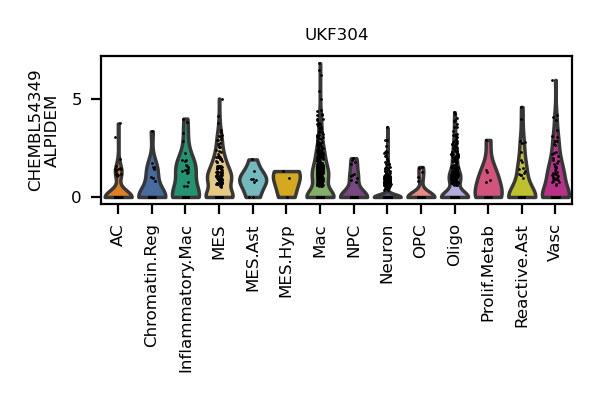 UKF304
CHEMBL54349
ALPIDEM
5
0
AC
Chromatin.Reg
Inflammatory.Mac
MES
MES.Ast
MES.Hyp
Mac
NPC
Neuron
OPC
Oligo
Prolif.Metab
Reactive.Ast
Vasc